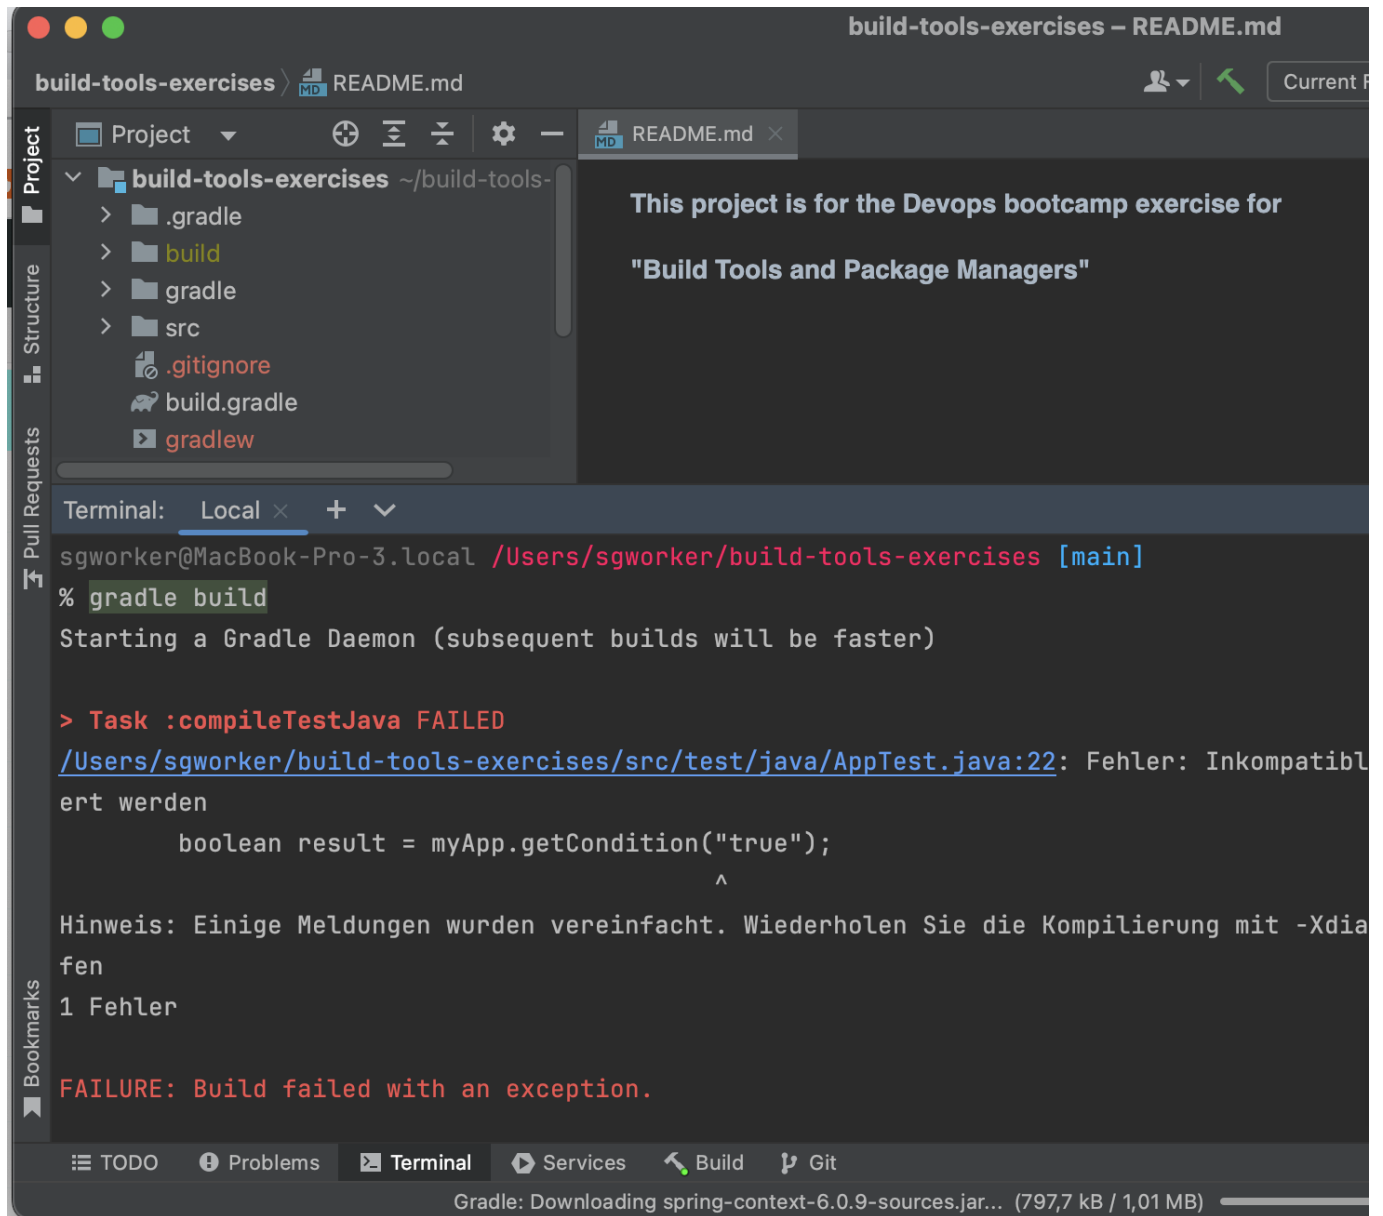 build-tools-exercises – README.md
build-tools-exercises README.md
Current
Project
README.md
build-tools-exercises ~/build-tools-
.gradle
build
gradle
src
.gitignore
build.gradle
gradlew
This project is for the Devops bootcamp exercise for
"Build Tools and Package Managers"
Project
Structure
Pull Requests
Bookmarks
Terminal: Local
sgworker@MacBook-Pro-3.local /Users/sgworker/build-tools-exercises [main]
% gradle build
Starting a Gradle Daemon (subsequent builds will be faster)
> Task :compileTestJava FAILED
/Users/sgworker/build-tools-exercises/src/test/java/AppTest.java:22: Fehler: Inkompatibl
ert werden
boolean result = myApp.getCondition("true");
^
Hinweis: Einige Meldungen wurden vereinfacht. Wiederholen Sie die Kompilierung mit -Xdia
fen
1 Fehler
FAILURE: Build failed with an exception.
TODO Problems Terminal Services Build Git
Gradle: Downloading spring-context-6.0.9-sources.jar... (797,7 kB / 1,01 MB)